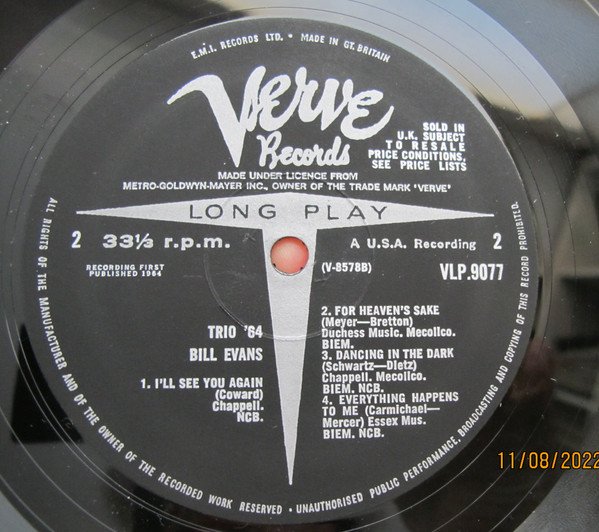 E.M.I. RECORDS LTD. • MADE IN GT. BRITAIN
Verve
Records
SOLD IN
U.K. SUBJECT
TO RESALE
PRICE CONDITIONS,
SEE PRICE LISTS
MADE UNDER LICENCE FROM
METRO-GOLDWYN-MAYER INC., OWNER OF THE TRADE MARK 'VERVE'
LONG PLAY
2 33⅓ r.p.m.
A U.S.A. Recording 2
RECORDING FIRST
PUBLISHED 1964
(V-8578B)
VLP.9077
TRIO '64
BILL EVANS
1. I'LL SEE YOU AGAIN
(Coward)
Chappell.
NCB.
2. FOR HEAVEN'S SAKE
(Meyer—Bretton)
Duchess Music. Mecolico.
BIEM.
3. DANCING IN THE DARK
(Schwartz—Dietz)
Chappell. Mecolico.
BIEM. NCB.
4. EVERYTHING HAPPENS
TO ME (Carmichael—
Mercer) Essex Mus.
BIEM. NCB.
ALL RIGHTS OF THE MANUFACTURER AND OF THE OWNER OF THE RECORDED WORK RESERVED • UNAUTHORISED PUBLIC PERFORMANCE, BROADCASTING AND COPYING OF THIS RECORD PROHIBITED.
11/08/2022